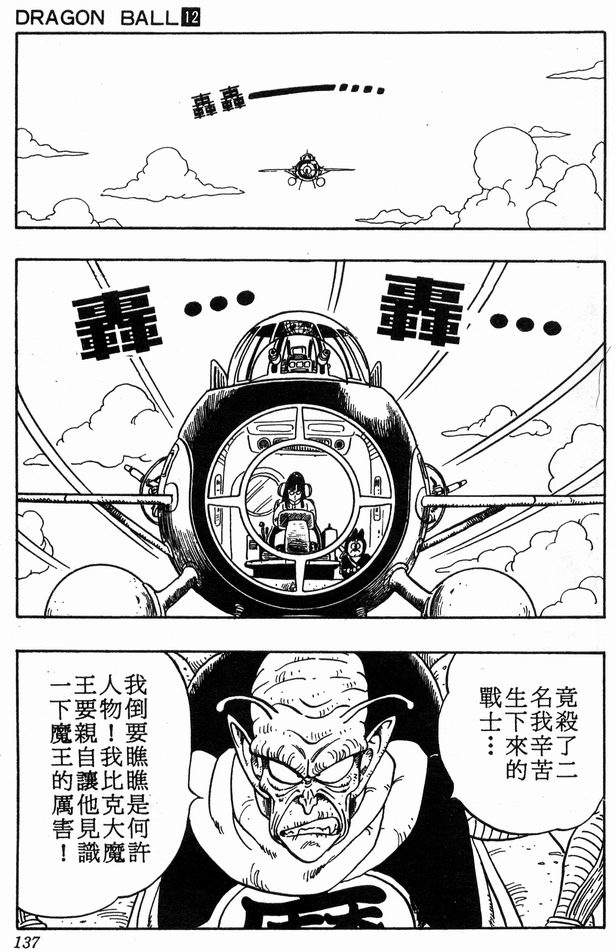 DRAGON BALL 12
轟轟
轟
轟
竟殺了二
名我辛苦
生下來的
戰士…
我倒要瞧瞧是何許
人物！我比克大魔
王要親自讓他見識
一下魔王的厲害！
魔
137